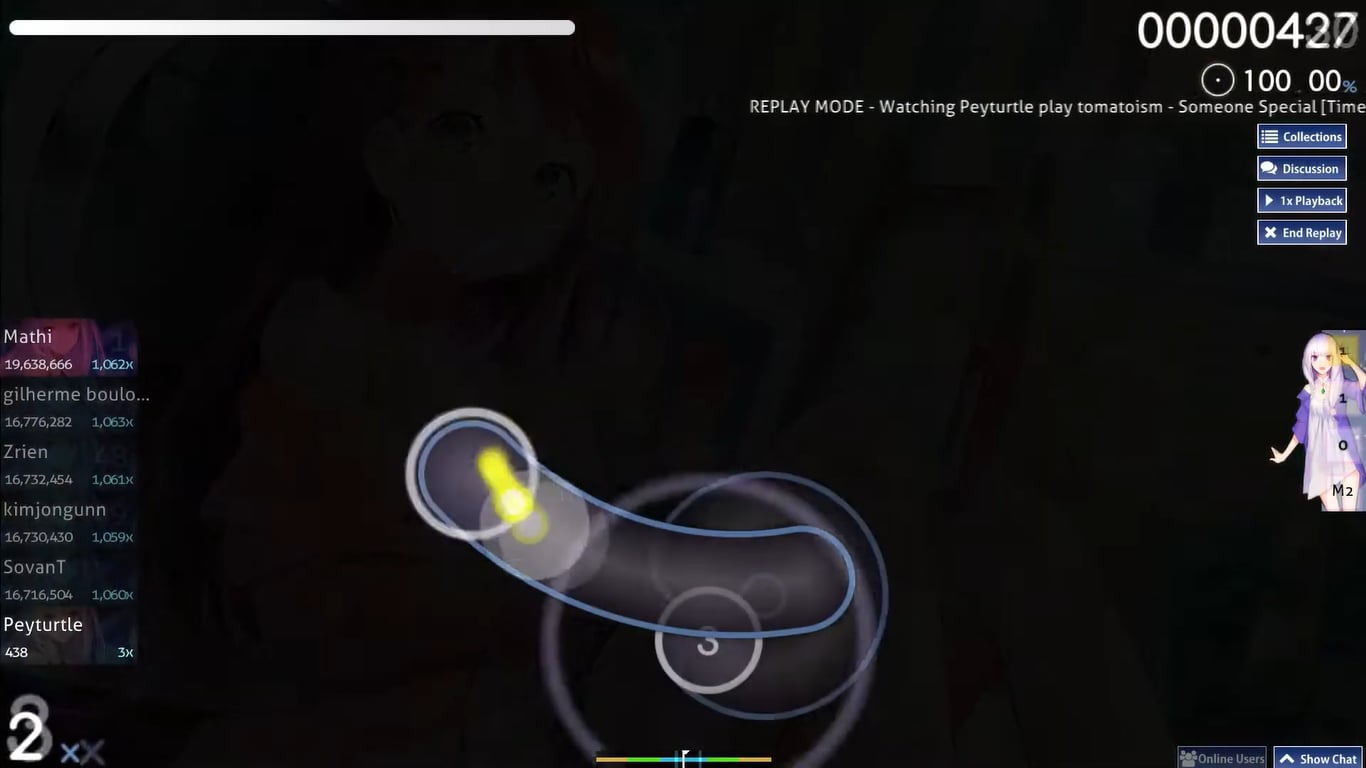 00000437
100.00%
REPLAY MODE - Watching Peyturtle play tomatoism - Someone Special [Time
Collections
Discussion
1x Playback
End Replay
Mathi
19,638,666 1,062x
gilherme boulo...
16,776,282 1,063x
Zrien
16,732,454 1,061x
kimjongunn
16,730,430 1,059x
SovanT
16,716,504 1,060x
Peyturtle
438 3x
1
1
0
M2
3
2x
Online Users
Show Chat